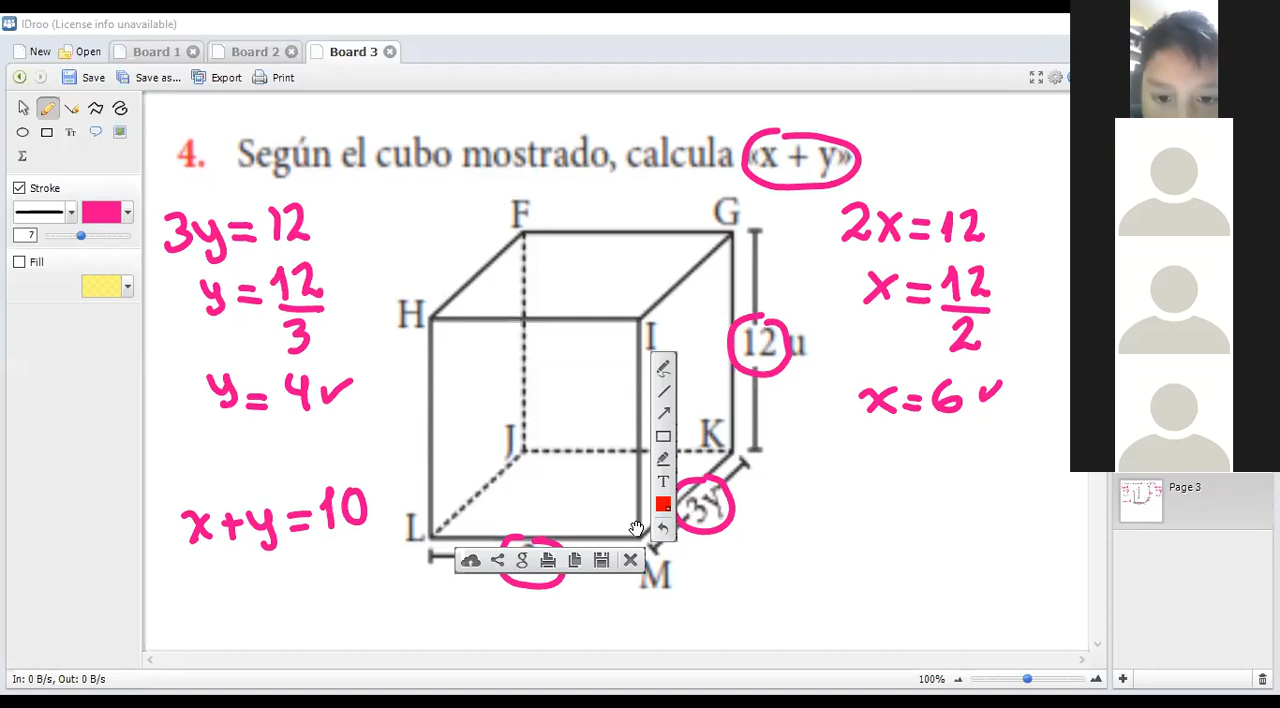 IDroo (License info unavailable)
New Open Board 1 Board 2 Board 3
Save Save as... Export Print
4. Según el cubo mostrado, calcula «x + y»
Stroke
7
Fill
3y = 12
y = 12/3
y = 4 ✓
x + y = 10
F
G
H
I
12 u
J
K
3y
L
M
2x = 12
x = 12/2
x = 6 ✓
Page 3
In: 0 B/s, Out: 0 B/s
100%